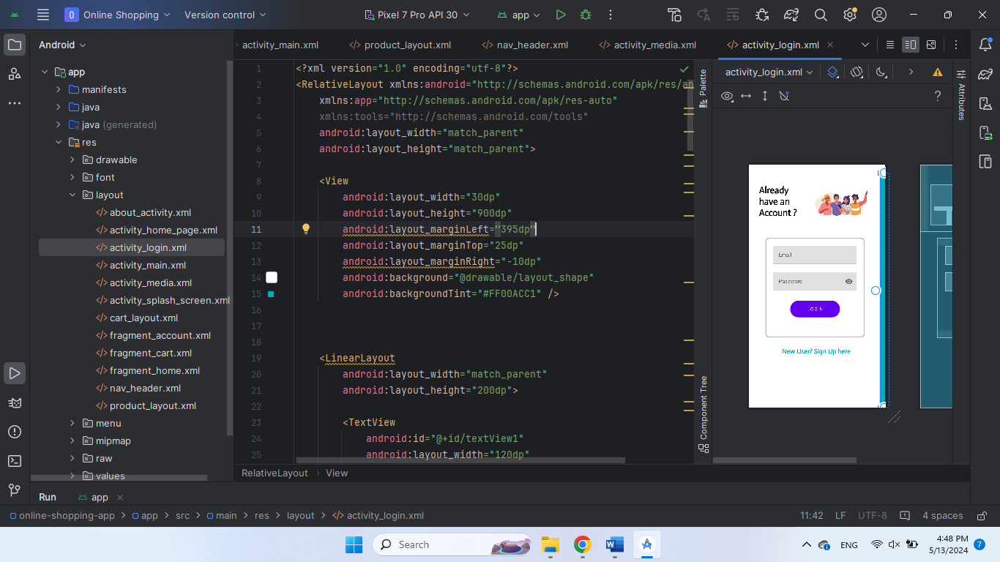 O Online Shopping Version control Pixel 7 Pro API 30 app
Android
activity_main.xml product_layout.xml nav_header.xml activity_media.xml activity_login.xml
app
manifests
java
java (generated)
res
drawable
font
layout
about_activity.xml
activity_home_page.xml
activity_login.xml
activity_main.xml
activity_media.xml
activity_splash_screen.xml
cart_layout.xml
fragment_account.xml
fragment_cart.xml
fragment_home.xml
nav_header.xml
product_layout.xml
menu
mipmap
raw
values
1 <?xml version="1.0" encoding="utf-8"?>
2 <RelativeLayout xmlns:android="http://schemas.android.com/apk/res/an
3 xmlns:app="http://schemas.android.com/apk/res-auto"
4 xmlns:tools="http://schemas.android.com/tools"
5 android:layout_width="match_parent"
6 android:layout_height="match_parent">
7
8 <View
9 android:layout_width="30dp"
10 android:layout_height="900dp"
11 android:layout_marginLeft="395dp"
12 android:layout_marginTop="25dp"
13 android:layout_marginRight="-10dp"
14 android:background="@drawable/layout_shape"
15 android:backgroundTint="#FF00ACC1" />
16
17
18
19 <LinearLayout
20 android:layout_width="match_parent"
21 android:layout_height="200dp">
22
23 <TextView
24 android:id="@+id/textView1"
25 android:layout_width="120dp"
RelativeLayout > View
Palette
Component Tree
activity_login.xml
?
Attributes
Already
have an
Account ?
Email
Password
LOGIN
New User? Sign Up here
Run app
online-shopping-app > app > src > main > res > layout > activity_login.xml 11:42 LF UTF-8 4 spaces
Search
ENG
4:48 PM
5/13/2024
7